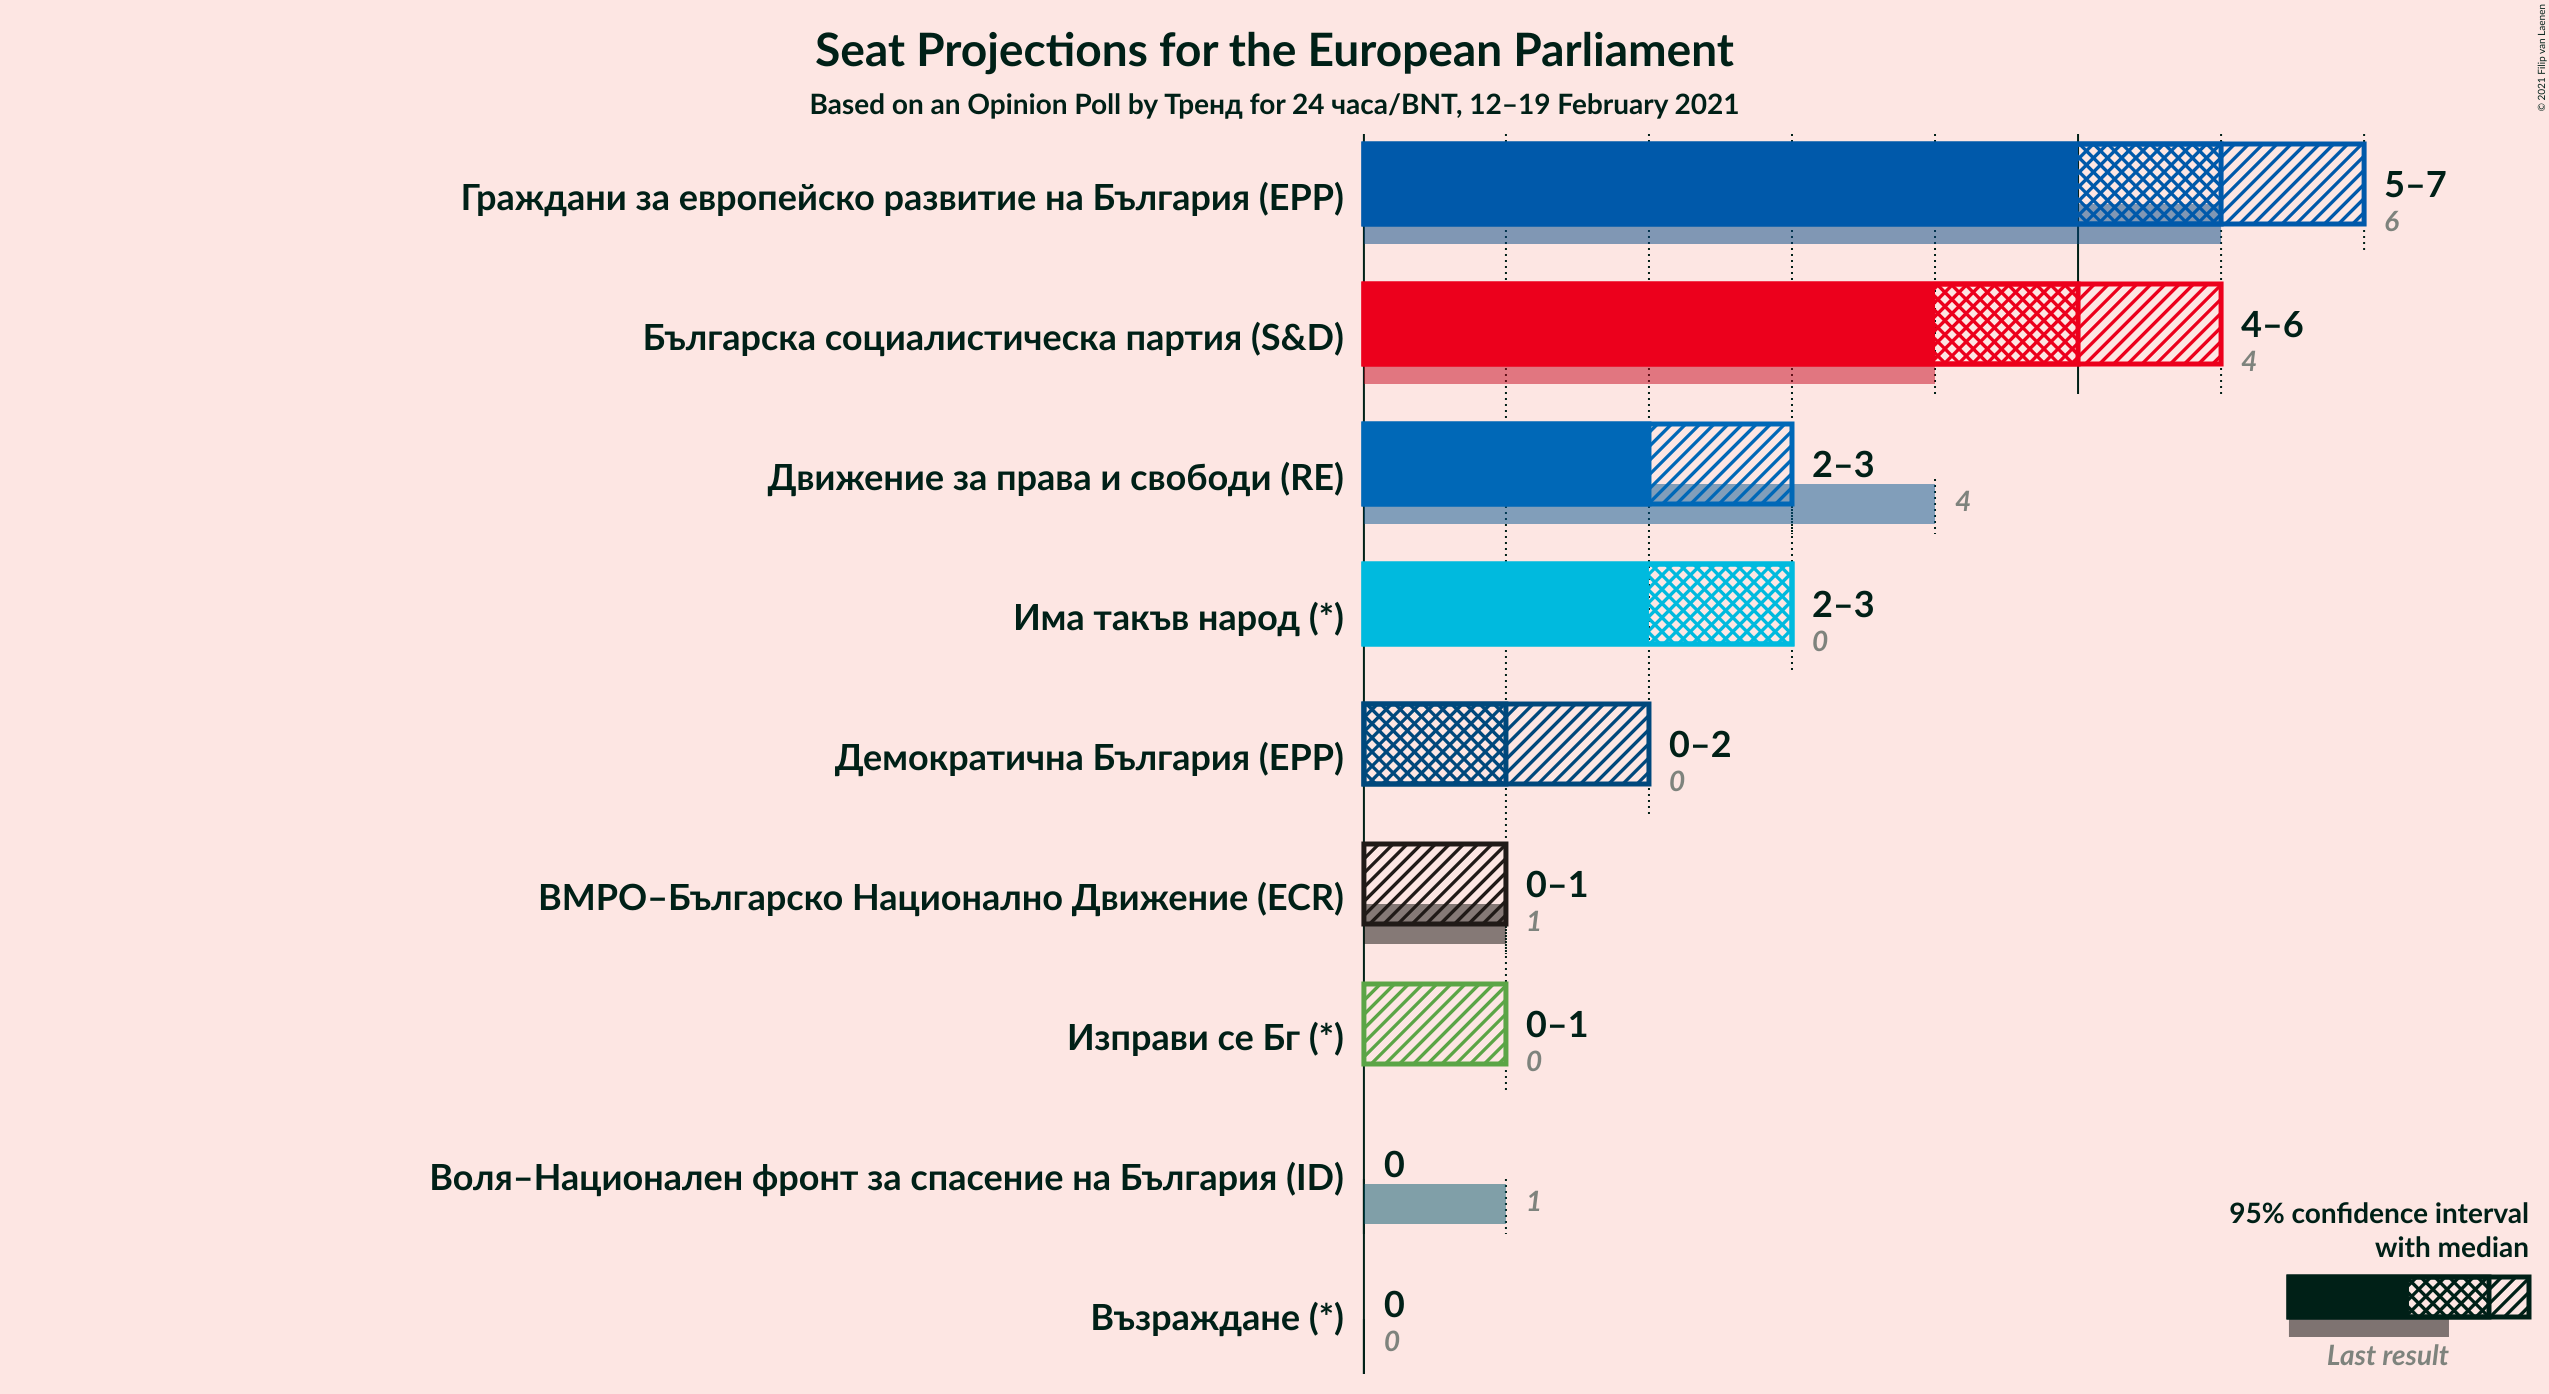 Seat Projections for the European Parliament
Based on an Opinion Poll by Тренд for 24 часа/BNT, 12–19 February 2021
© 2021 Filip van Laenen
Граждани за европейско развитие на България (EPP)
5–7
6
Българска социалистическа партия (S&D)
4–6
4
Движение за права и свободи (RE)
2–3
4
Има такъв народ (*)
2–3
0
Демократична България (EPP)
0–2
0
ВМРО–Българско Национално Движение (ECR)
0–1
1
Изправи се Бг (*)
0–1
0
Воля–Национален фронт за спасение на България (ID)
0
1
Възраждане (*)
0
0
95% confidence interval
with median
Last result